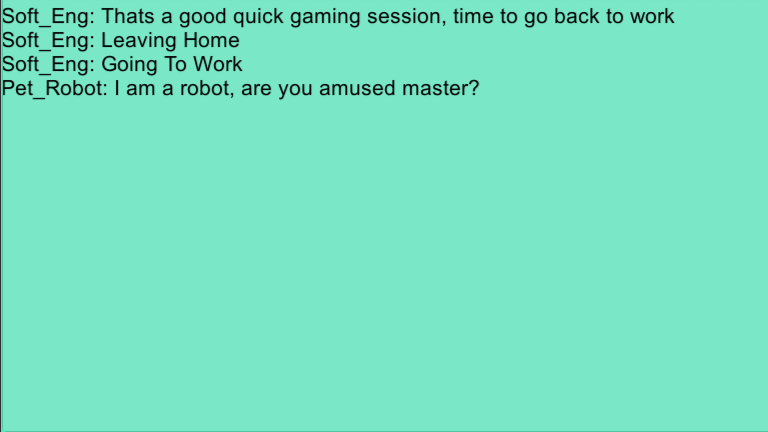 Soft_Eng: Thats a good quick gaming session, time to go back to work
Soft_Eng: Leaving Home
Soft_Eng: Going To Work
Pet_Robot: I am a robot, are you amused master?